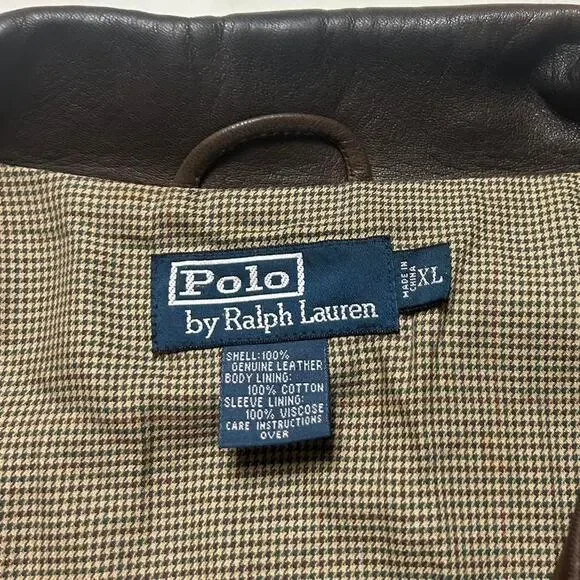 Polo
by Ralph Lauren
MADE IN
CHINA
XL
SHELL:100%
GENUINE LEATHER
BODY LINING:
100% COTTON
SLEEVE LINING:
100% VISCOSE
CARE INSTRUCTIONS
OVER